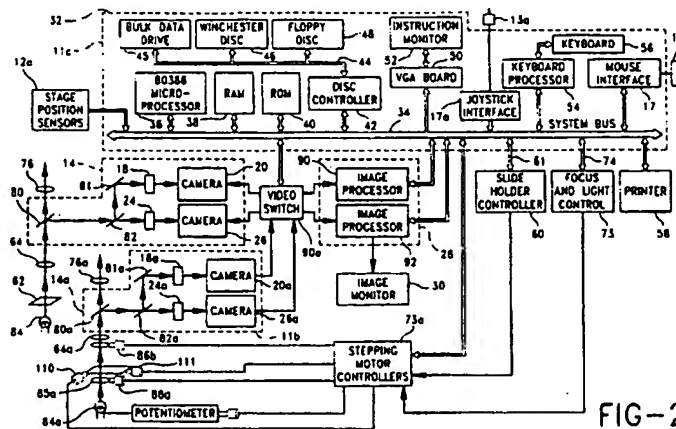 32
11c
BULK DATA DRIVE
45
WINCHESTER DISC
46
FLOPPY DISC
48
44
INSTRUCTION MONITOR
52
50
VGA BOARD
13a
KEYBOARD
56
KEYBOARD PROCESSOR
54
MOUSE INTERFACE
17
12a
STAGE POSITION SENSORS
80386 MICRO-PROCESSOR
36
RAM
38
ROM
40
DISC CONTROLLER
42
17a
JOYSTICK INTERFACE
34
SYSTEM BUS
76
14
81
18
20
CAMERA
80
24
26
CAMERA
82
VIDEO SWITCH
90a
90
IMAGE PROCESSOR
IMAGE PROCESSOR
92
28
61
SLIDE HOLDER CONTROLLER
60
74
FOCUS AND LIGHT CONTROL
75
PRINTER
58
64
14a
62
84
76a
81a
20a
CAMERA
24a
26a
CAMERA
80a
82a
11b
IMAGE MONITOR
30
64a
86b
110
111
85a
88a
84a
POTENTIOMETER
73a
STEPPING MOTOR CONTROLLERS
FIG-2